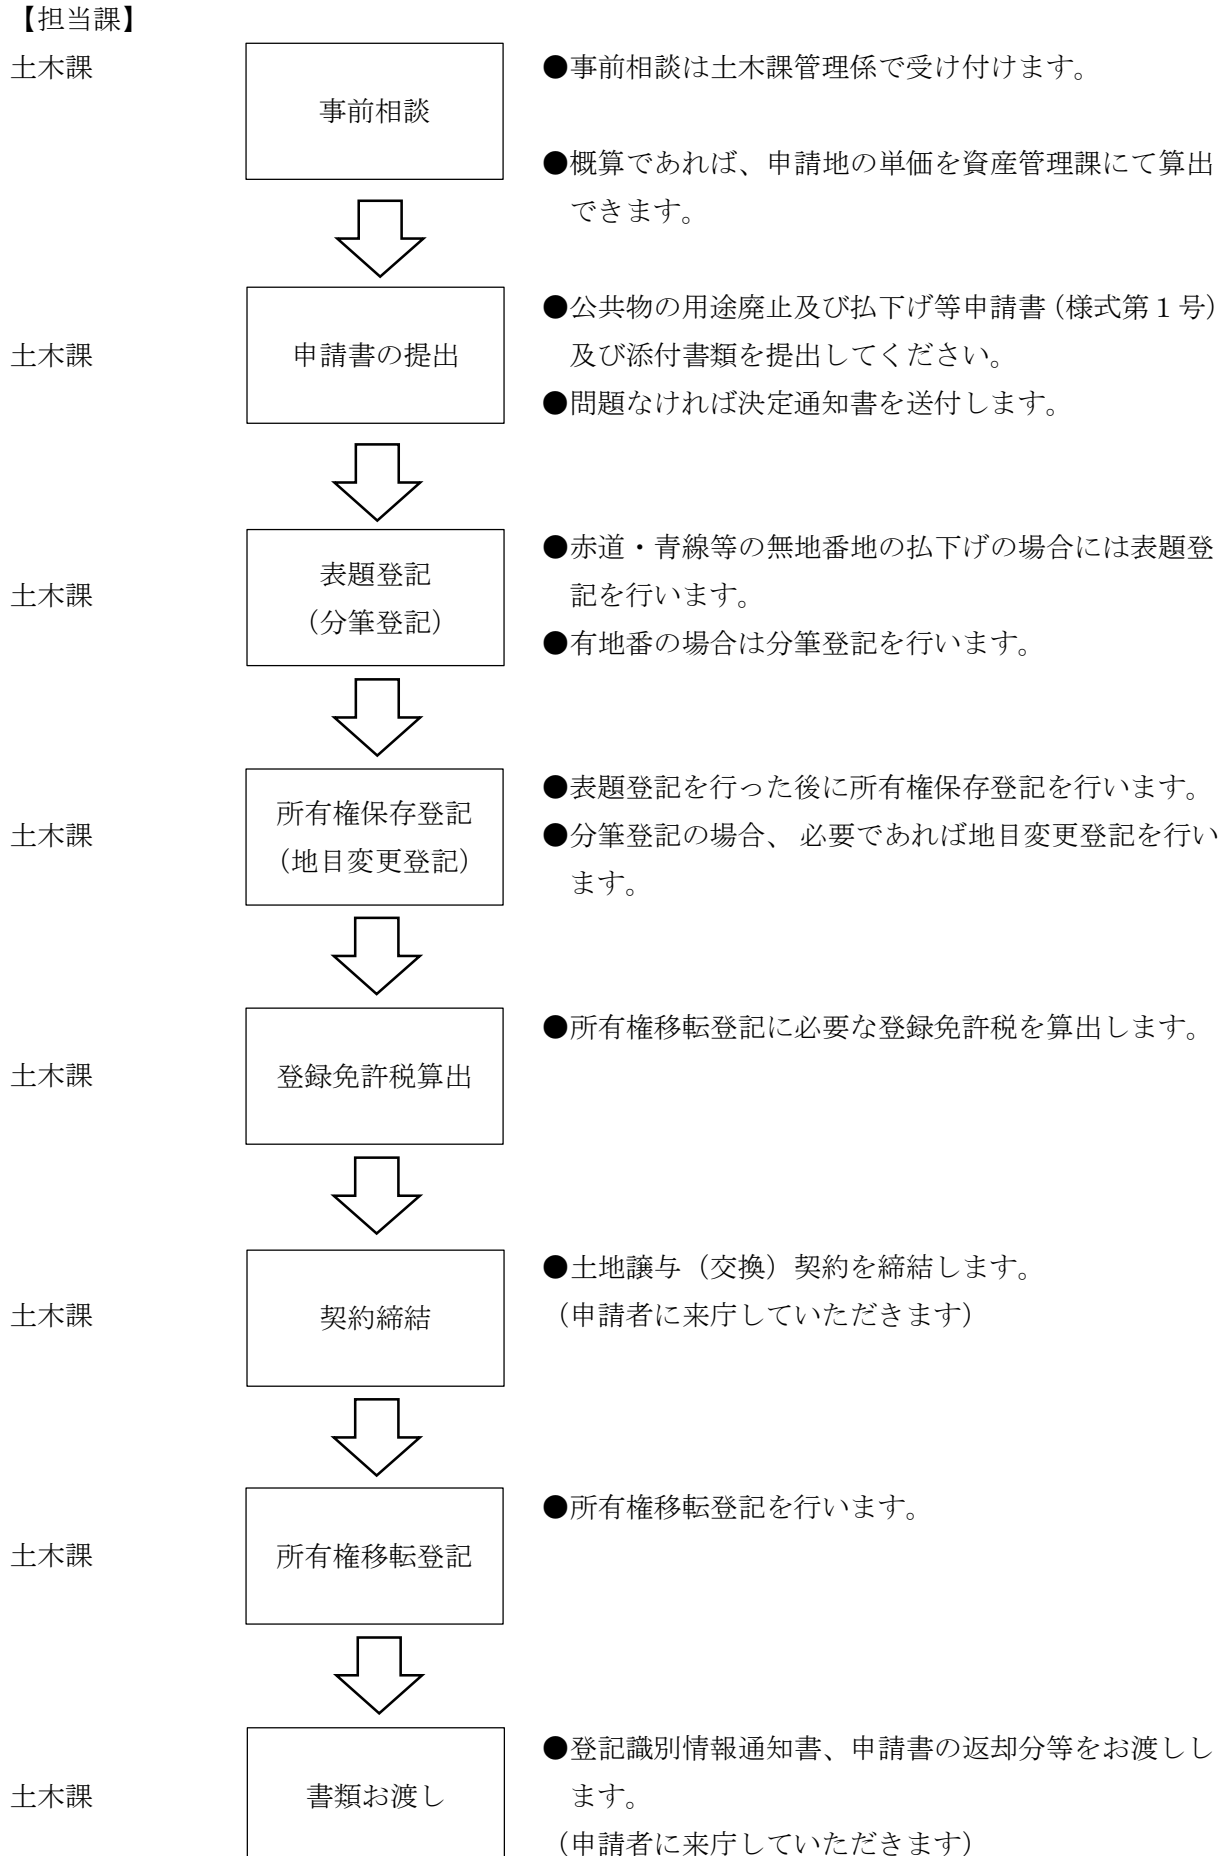 【担当課】
土木課
事前相談
●事前相談は土木課管理係で受け付けます。
●概算であれば、申請地の単価を資産管理課にて算出
できます。
土木課
申請書の提出
●公共物の用途廃止及び払下げ等申請書（様式第１号）
及び添付書類を提出してください。
●問題なければ決定通知書を送付します。
土木課
表題登記
（分筆登記）
●赤道・青線等の無地番地の払下げの場合には表題登
記を行います。
●有地番の場合は分筆登記を行います。
土木課
所有権保存登記
（地目変更登記）
●表題登記を行った後に所有権保存登記を行います。
●分筆登記の場合、必要であれば地目変更登記を行い
ます。
土木課
登録免許税算出
●所有権移転登記に必要な登録免許税を算出します。
土木課
契約締結
●土地譲与（交換）契約を締結します。
（申請者に来庁していただきます）
土木課
所有権移転登記
●所有権移転登記を行います。
土木課
書類お渡し
●登記識別情報通知書、申請書の返却分等をお渡しし
ます。
（申請者に来庁していただきます）